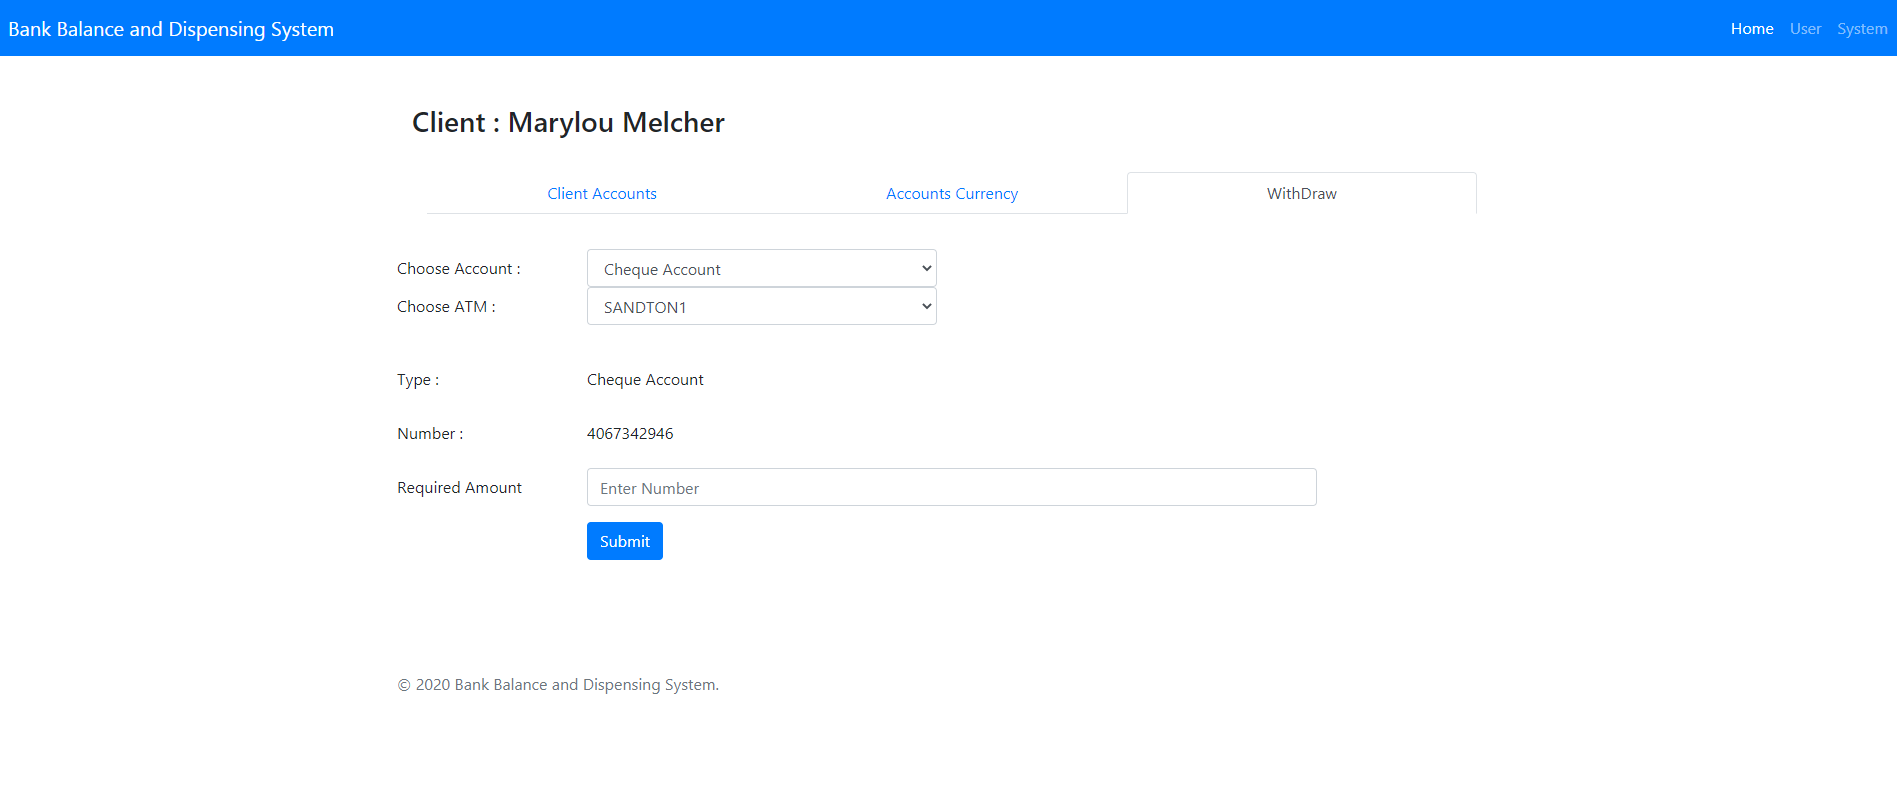 Bank Balance and Dispensing System Home User System
Client : Marylou Melcher
Client Accounts Accounts Currency WithDraw
Choose Account : Cheque Account
Choose ATM : SANDTON1
Type : Cheque Account
Number : 4067342946
Required Amount Enter Number
Submit
© 2020 Bank Balance and Dispensing System.